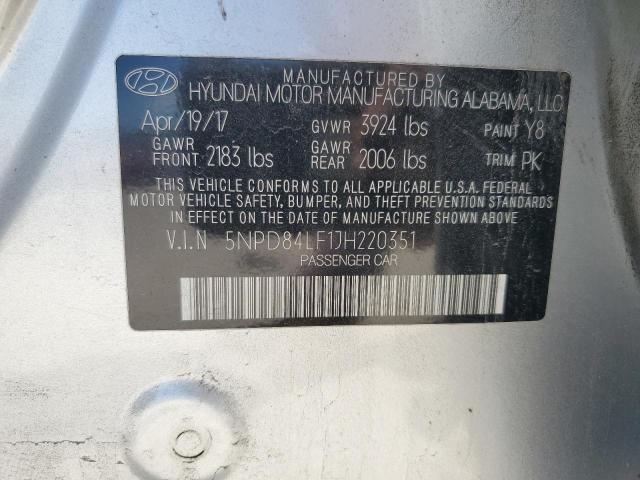 MANUFACTURED BY
HYUNDAI MOTOR MANUFACTURING ALABAMA, LLC
Apr/19/17 GVWR 3924 lbs PAINT Y8
GAWR FRONT 2183 lbs GAWR REAR 2006 lbs TRIM PK
THIS VEHICLE CONFORMS TO ALL APPLICABLE U.S.A. FEDERAL
MOTOR VEHICLE SAFETY, BUMPER, AND THEFT PREVENTION
STANDARDS IN EFFECT ON THE DATE OF MANUFACTURE SHOWN ABOVE.
V.I.N 5NPD84LF1JH220351
PASSENGER CAR